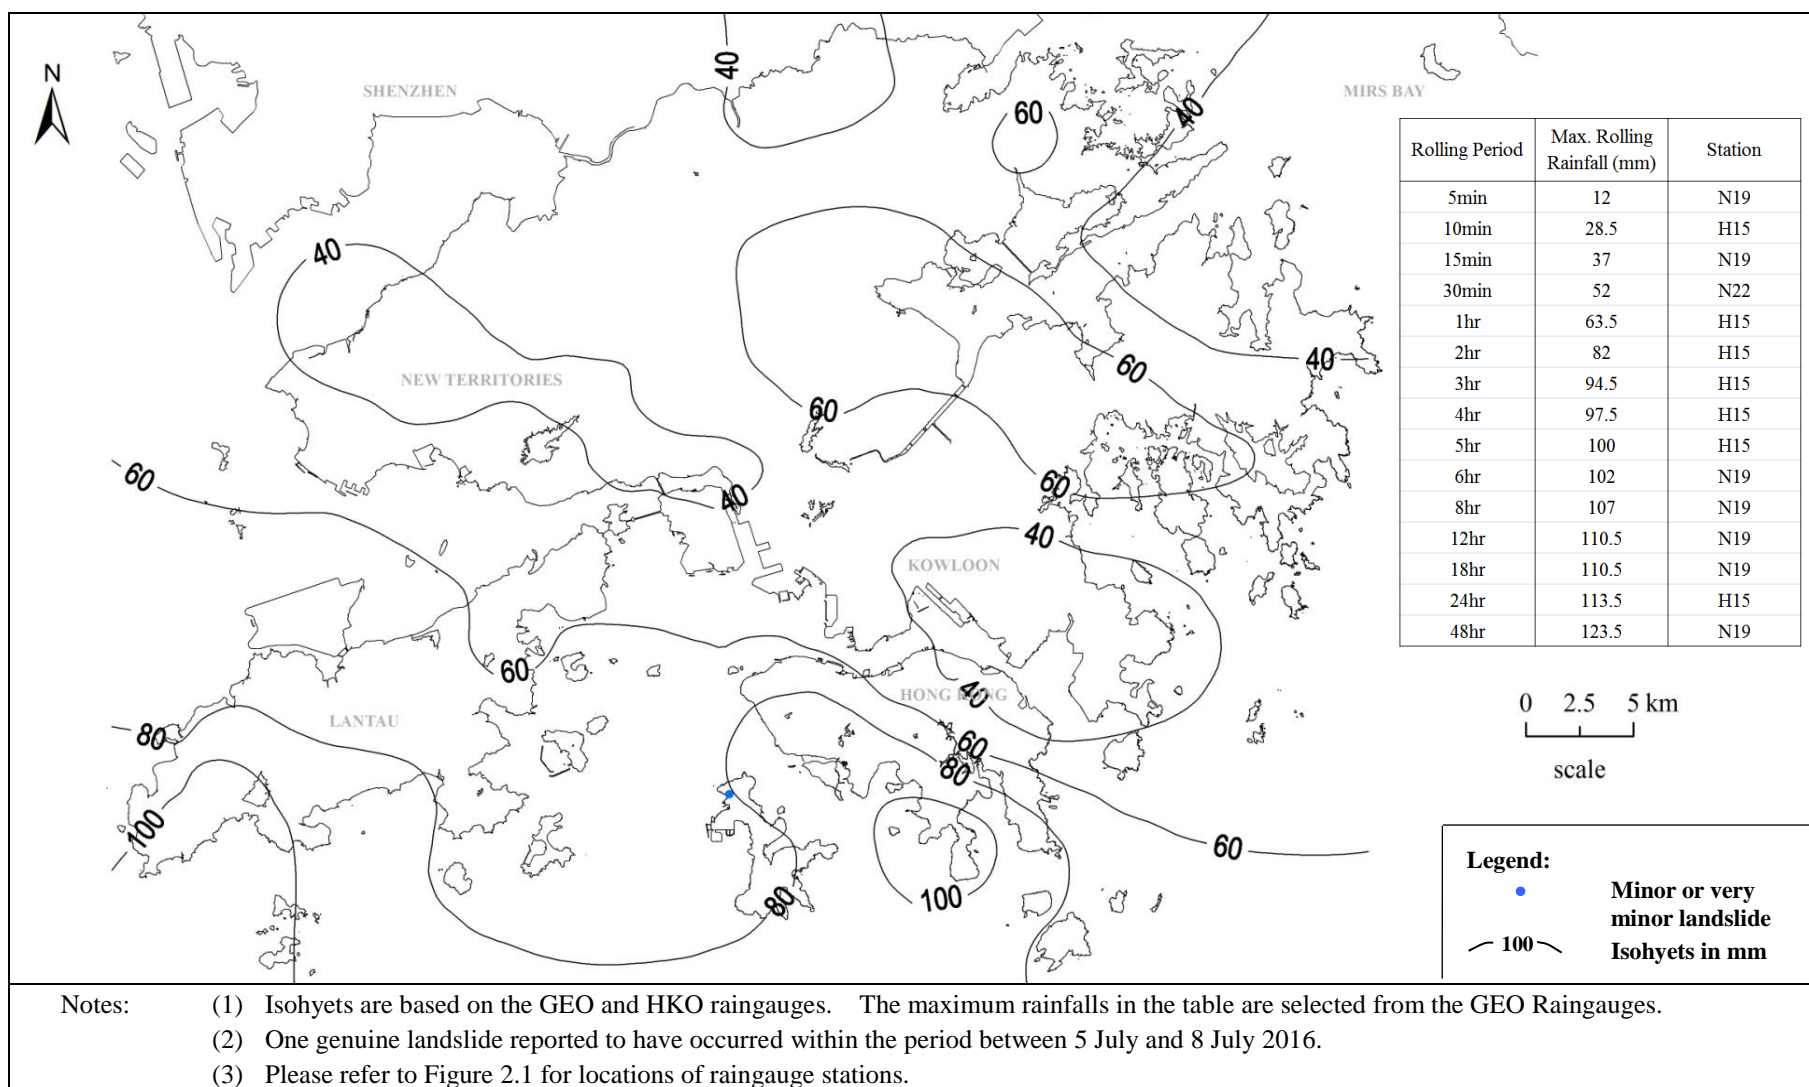 40
N
SHENZHEN
MIRS BAY
60
40
Rolling Period Max. Rolling Rainfall (mm) Station
5min 12 N19
10min 28.5 H15
15min 37 N19
30min 52 N22
1hr 63.5 H15
2hr 82 H15
3hr 94.5 H15
4hr 97.5 H15
5hr 100 H15
6hr 102 N19
8hr 107 N19
12hr 110.5 N19
18hr 110.5 N19
24hr 113.5 H15
48hr 123.5 N19
40
NEW TERRITORIES
60
40
60
60
60
40
40
KOWLOON
60
HONG KONG
40
LANTAU
80
60
80
100
60
80
100
0 2.5 5 km
scale
Legend:
Minor or very
minor landslide
100 Isohyets in mm
Notes: (1) Isohyets are based on the GEO and HKO raingauges. The maximum rainfalls in the table are selected from the GEO Raingauges.
(2) One genuine landslide reported to have occurred within the period between 5 July and 8 July 2016.
(3) Please refer to Figure 2.1 for locations of raingauge stations.